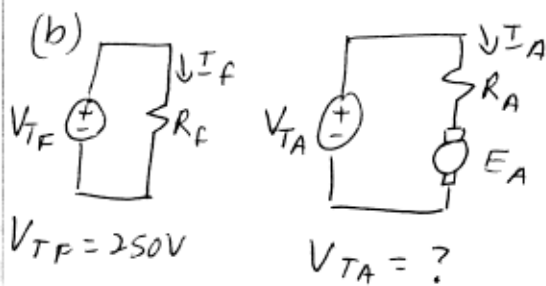 (b)
I_f
I_A
V_TF + - R_f
V_TA + - R_A
E_A
V_TF = 250V
V_TA = ?